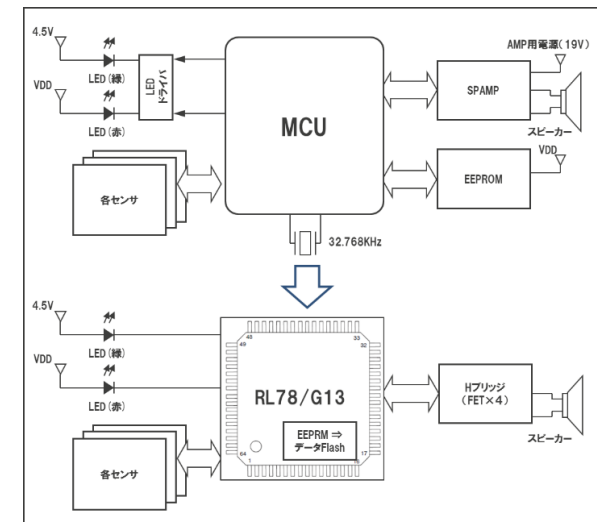 4.5V
LED(緑)
VDD
LED(赤)
LED
ドライバ
各センサ
MCU
32.768KHz
AMP用電源(19V)
SPAMP
スピーカー
VDD
EEPROM
4.5V
LED(緑)
VDD
LED(赤)
各センサ
48
33
49
32
RL78/G13
EEPRM ⇒
データFlash
64
17
1
16
Hブリッジ
(FET×4)
スピーカー